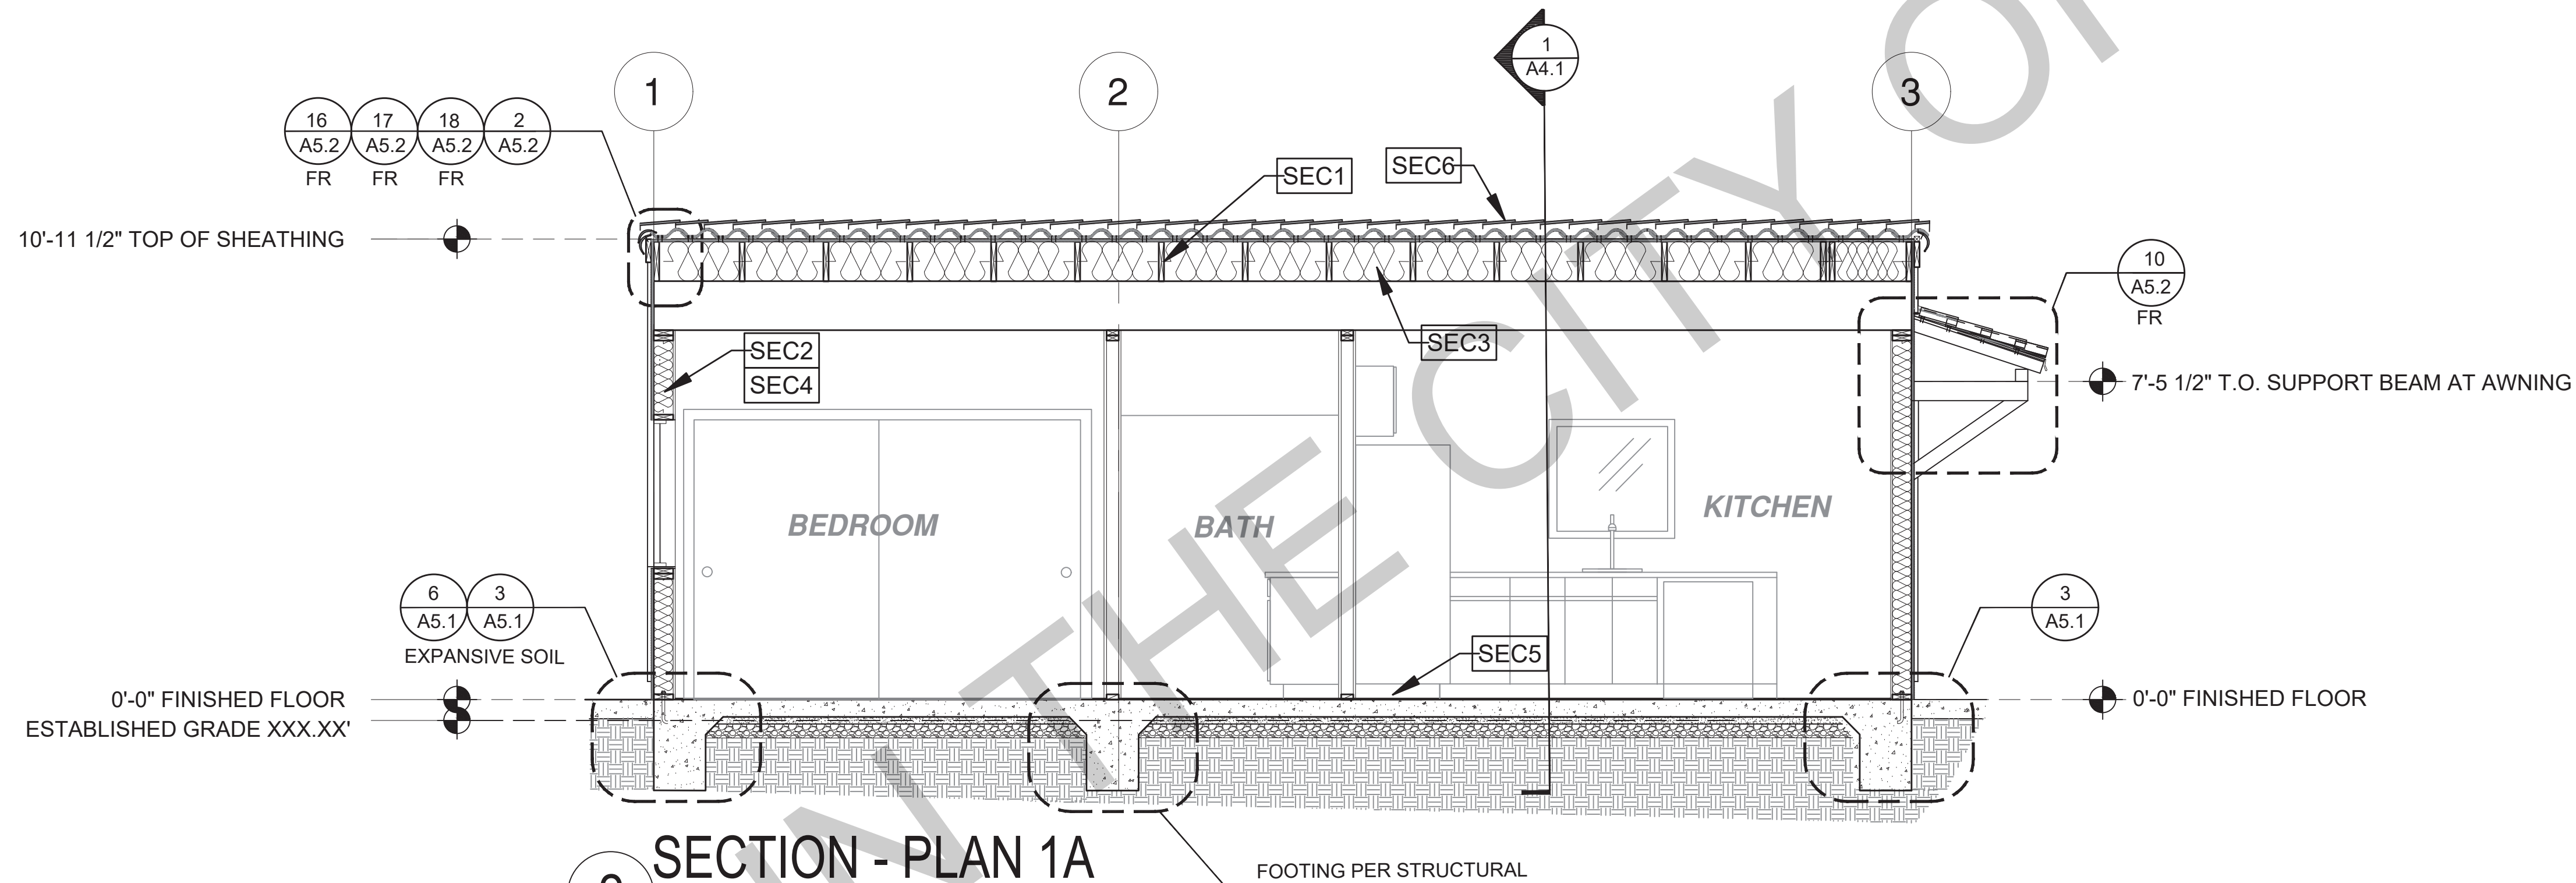 1
A4.1
1
2
3
16
17
18
2
A5.2
A5.2
A5.2
A5.2
FR
FR
FR
SEC1
SEC6
10'-11 1/2" TOP OF SHEATHING
10
A5.2
FR
SEC2
SEC3
SEC4
7'-5 1/2" T.O. SUPPORT BEAM AT AWNING
BEDROOM
BATH
KITCHEN
6
3
A5.1
A5.1
EXPANSIVE SOIL
3
A5.1
SEC5
0'-0" FINISHED FLOOR
0'-0" FINISHED FLOOR
ESTABLISHED GRADE XXX.XX'
SECTION - PLAN 1A
FOOTING PER STRUCTURAL
IN THE CITY